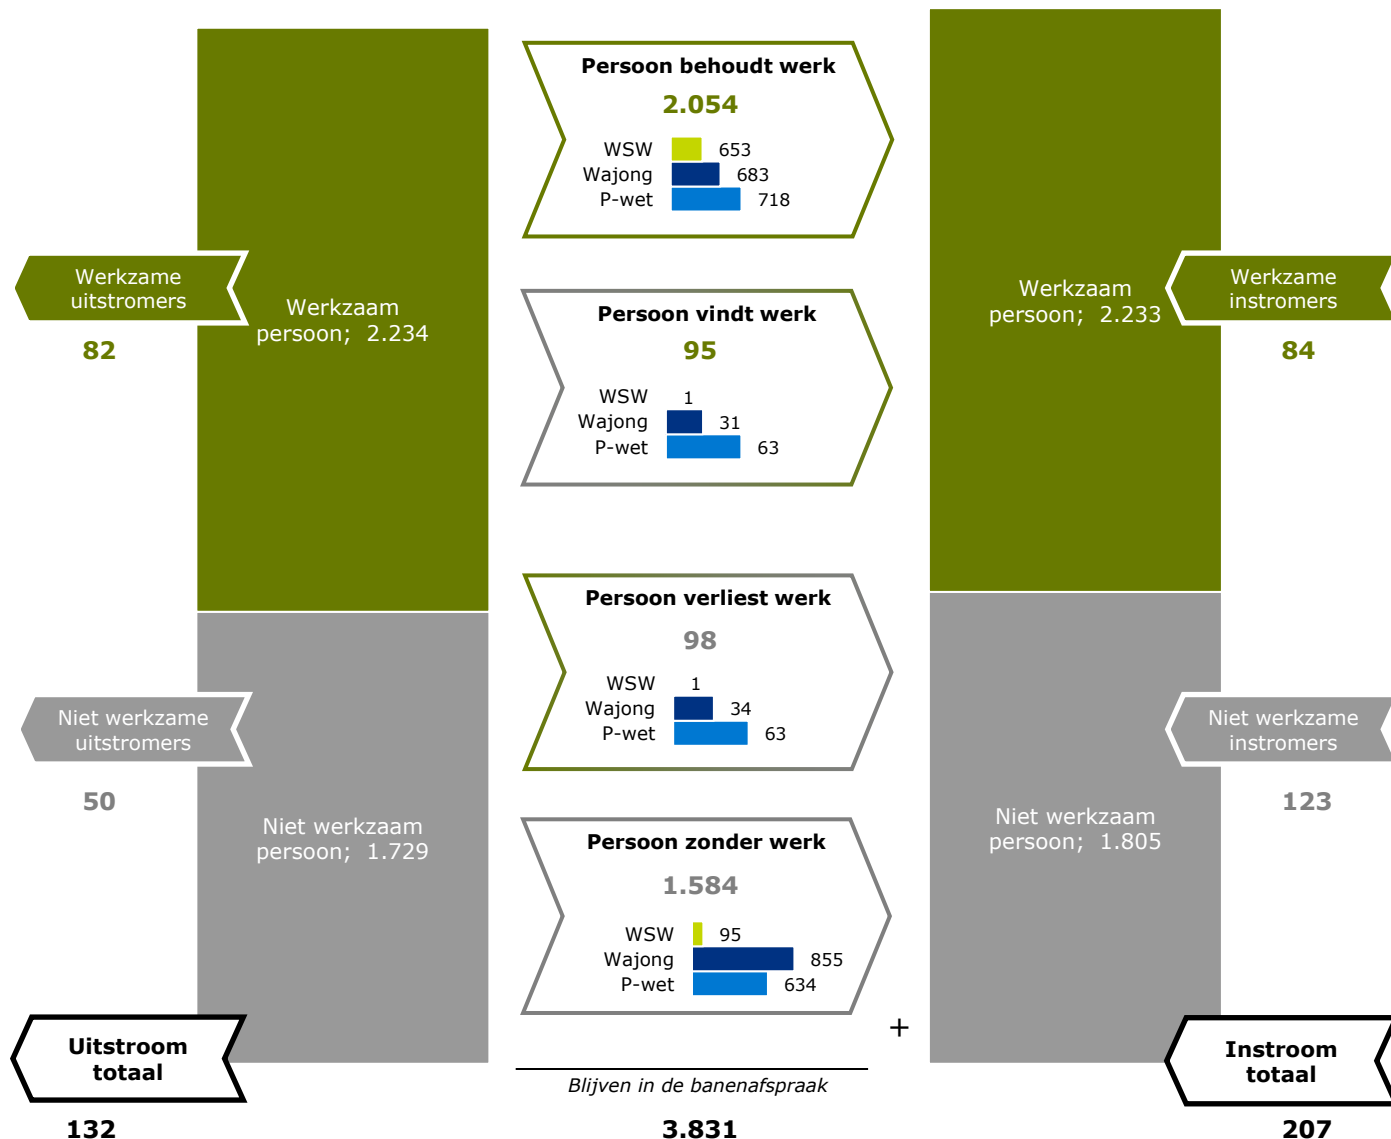 Werkzame
uitstromers
82
Niet werkzame
uitstromers
50
Uitstroom
totaal
132
Werkzaam
persoon; 2.234
Niet werkzaam
persoon; 1.729
Persoon behoudt werk
2.054
WSW 653
Wajong 683
P-wet 718
Persoon vindt werk
95
WSW 1
Wajong 31
P-wet 63
Persoon verliest werk
98
WSW 1
Wajong 34
P-wet 63
Persoon zonder werk
1.584
WSW 95
Wajong 855
P-wet 634
+
Blijven in de banenafspraak
3.831
Werkzaam
persoon; 2.233
Niet werkzaam
persoon; 1.805
Werkzame
instromers
84
Niet werkzame
instromers
123
Instroom
totaal
207